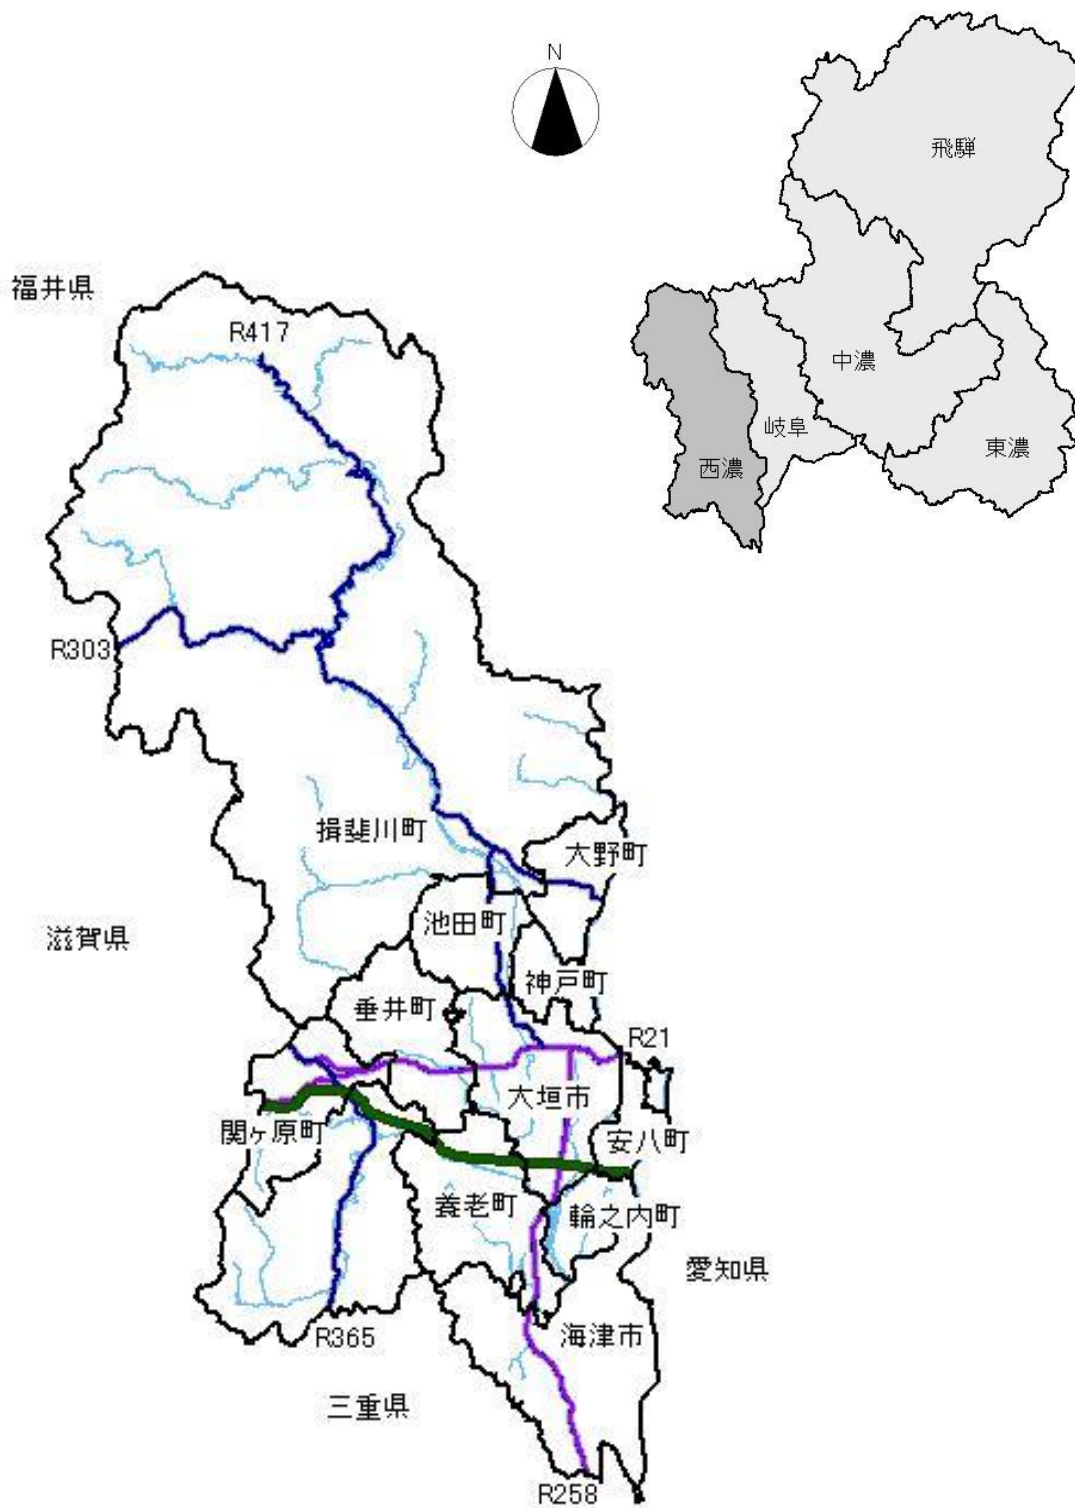 N
飛騨
中濃
岐阜
東濃
西濃
福井県
R417
R303
揖斐川町
大野町
池田町
滋賀県
神戸町
垂井町
R21
大垣市
関ヶ原町
安八町
養老町
輪之内町
愛知県
R365
海津市
三重県
R258